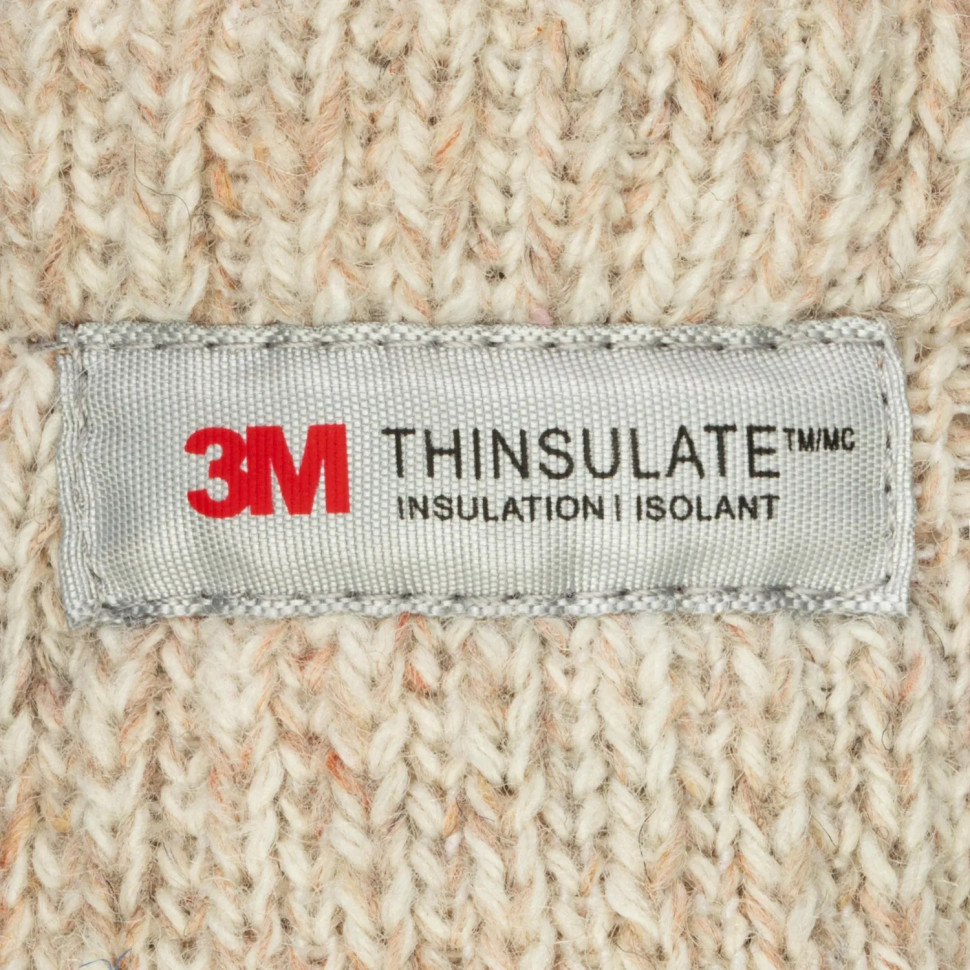 3M THINSULATE™/MC
INSULATION | ISOLANT